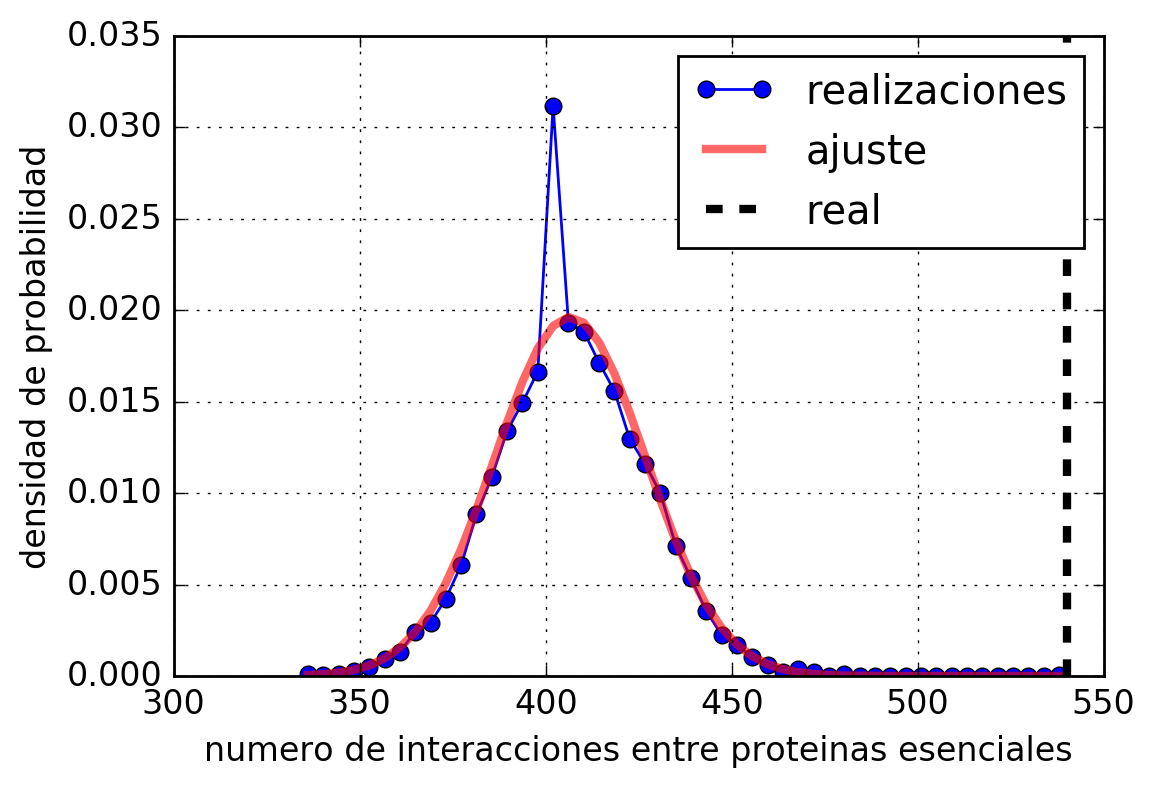 0.035
0.030
0.025
0.020
0.015
0.010
0.005
0.000
densidad de probabilidad
realizaciones
ajuste
real
300 350 400 450 500 550
numero de interacciones entre proteinas esenciales